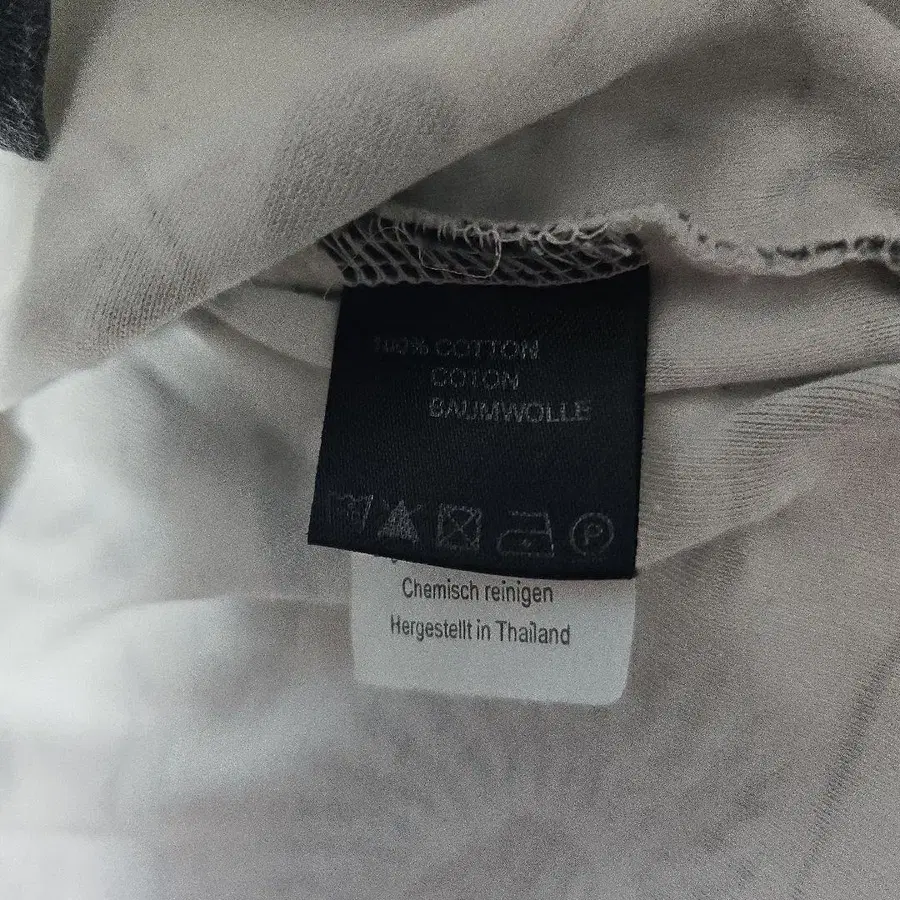 100% COTTON
COTON
BAUMWOLLE
P
Chemisch reinigen
Hergestellt in Thailand